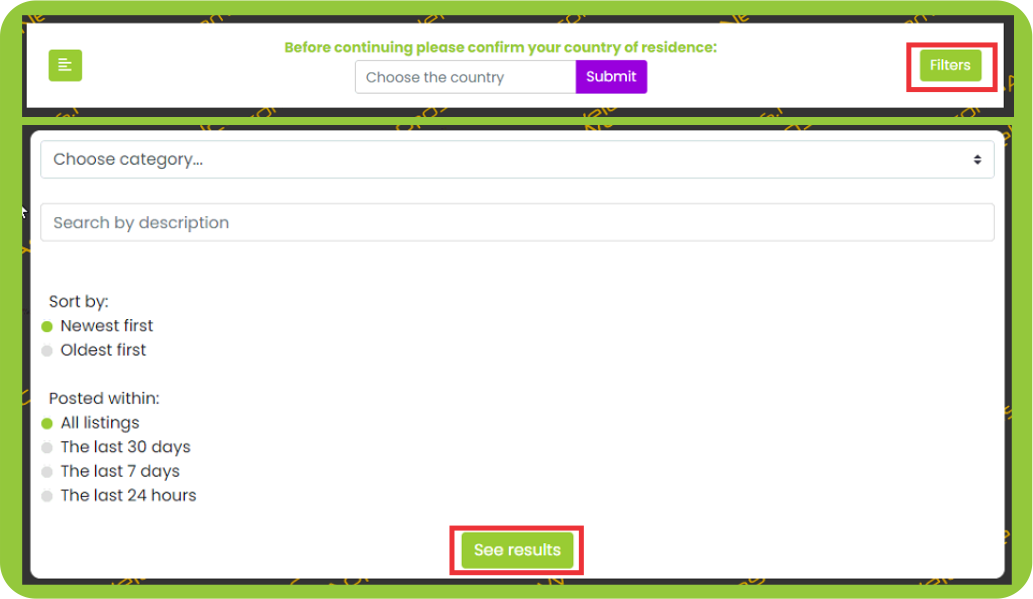 Before continuing please confirm your country of residence:
Choose the country
Submit
Filters
Choose category...
Search by description
Sort by:
Newest first
Oldest first
Posted within:
All listings
The last 30 days
The last 7 days
The last 24 hours
See results